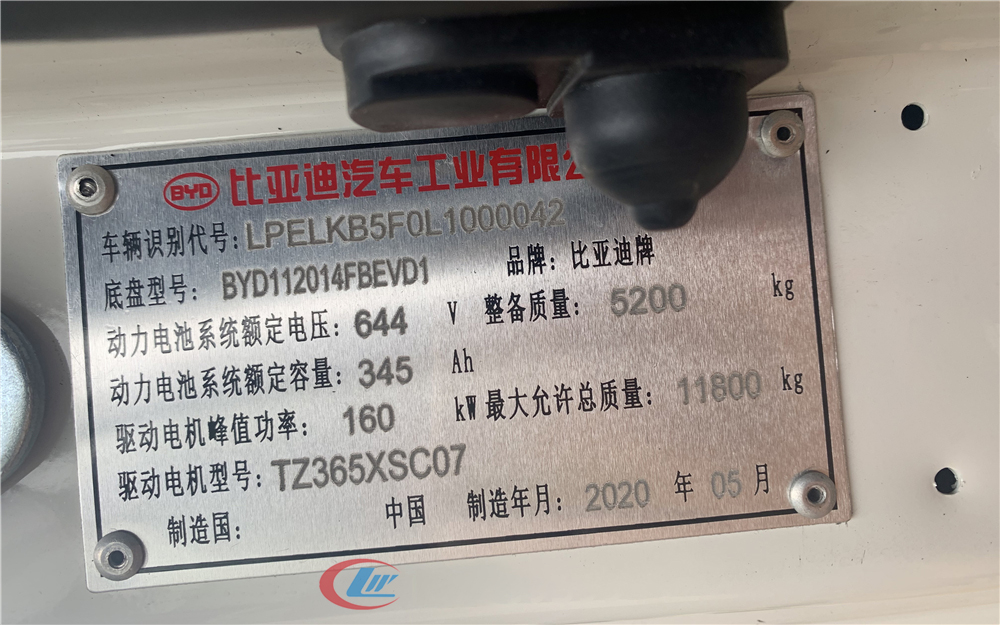 BYD 比亚迪汽车工业有限
车辆识别代号:LPELKB5F0L1000042
底盘型号: BYD112014FBEVD1 品牌: 比亚迪牌
动力电池系统额定电压: 644 V 整备质量: 5200 kg
动力电池系统额定容量: 345 Ah
驱动电机峰值功率: 160 kW 最大允许总质量: 11800 kg
驱动电机型号: TZ365XSC07
制造国: 中国 制造年月: 2020 年 05 月